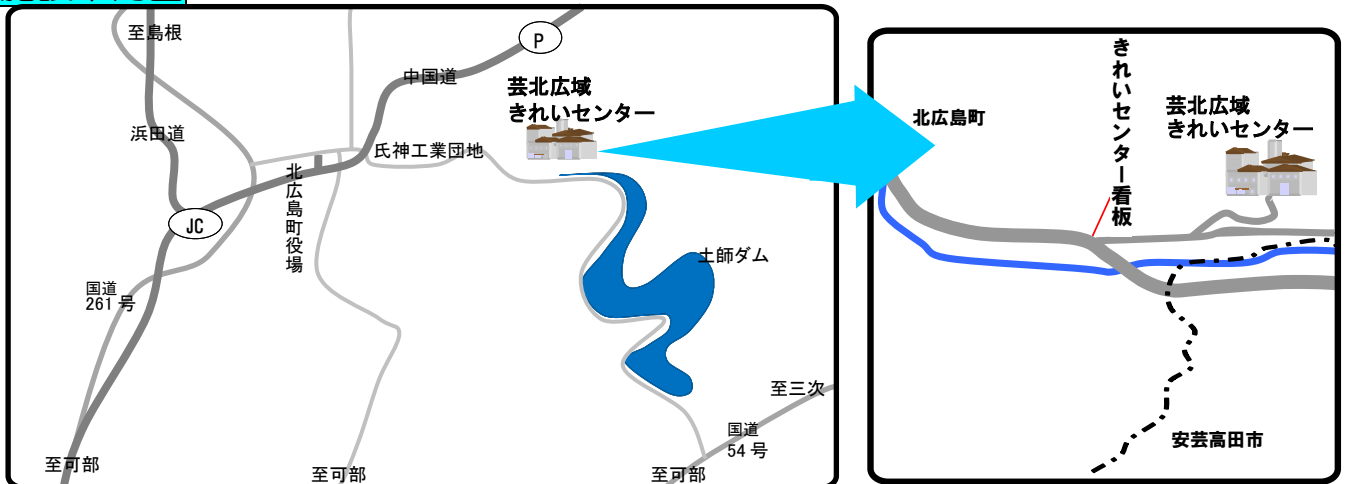 至島根
P
中国道
芸北広域
きれいセンター
浜田道
氏神工業団地
北広島町役場
JC
土師ダム
国道
261号
至三次
国道
54号
至可部
至可部
至可部
きれいセンター看板
北広島町
芸北広域
きれいセンター
安芸高田市